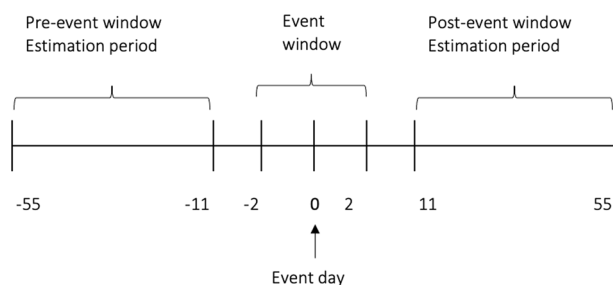 Pre-event window
Estimation period
Event
window
Post-event window
Estimation period
-55
-11
-2
0
2
11
55
Event day